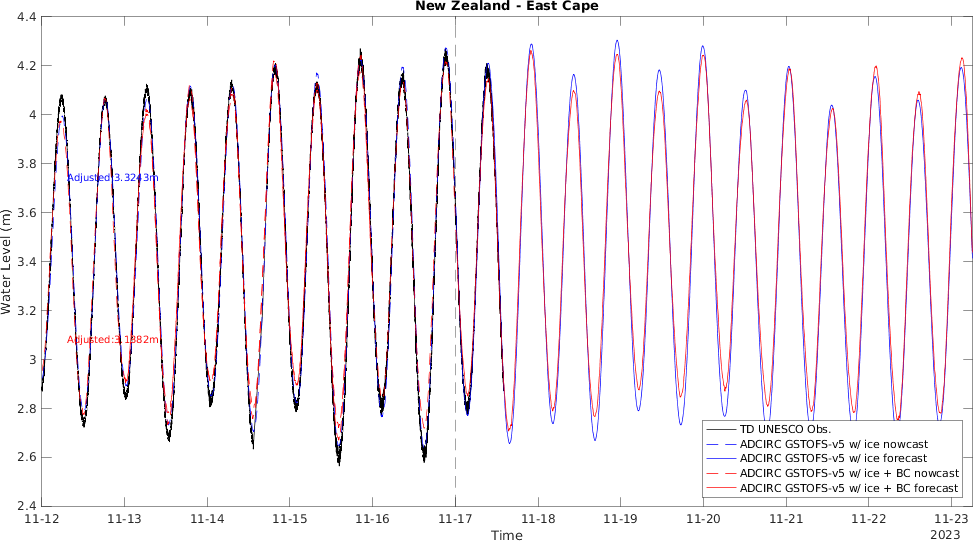 New Zealand - East Cape
4.4
4.2
4
3.8
3.6
3.4
3.2
3
2.8
2.6
2.4
Water Level (m)
Adjusted:3.3243m
Adjusted:3.1382m
TD UNESCO Obs.
ADCIRC GSTOFS-v5 w/ ice nowcast
ADCIRC GSTOFS-v5 w/ ice forecast
ADCIRC GSTOFS-v5 w/ ice + BC nowcast
ADCIRC GSTOFS-v5 w/ ice + BC forecast
11-12 11-13 11-14 11-15 11-16 11-17 11-18 11-19 11-20 11-21 11-22 11-23
2023
Time